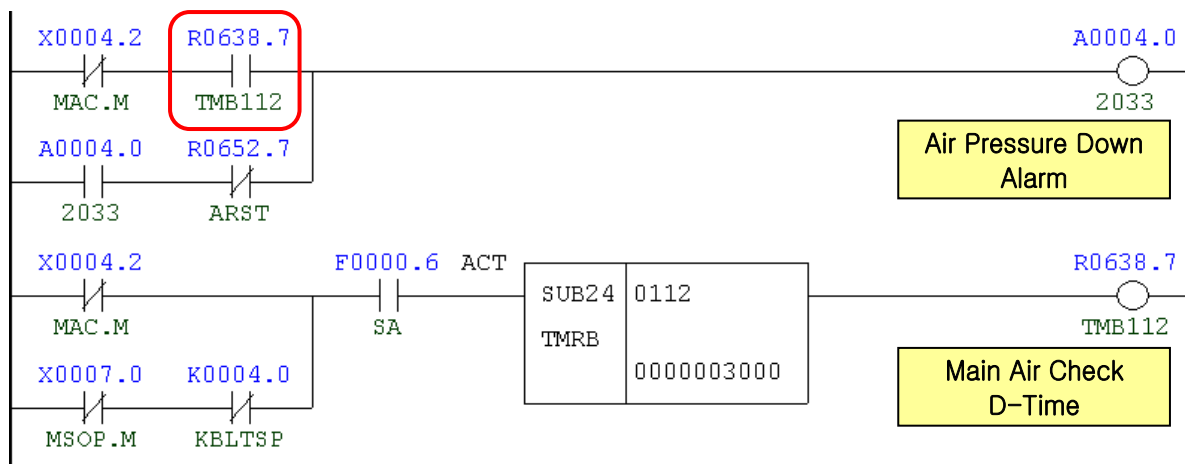 X0004.2 R0638.7 A0004.0
MAC.M TMB112 2033
A0004.0 R0652.7
2033 ARST
Air Pressure Down
Alarm
X0004.2 F0000.6 ACT R0638.7
SUB24 0112
MAC.M SA TMRB TMB112
X0007.0 K0004.0 0000003000
MSOP.M KBLTSP
Main Air Check
D-Time